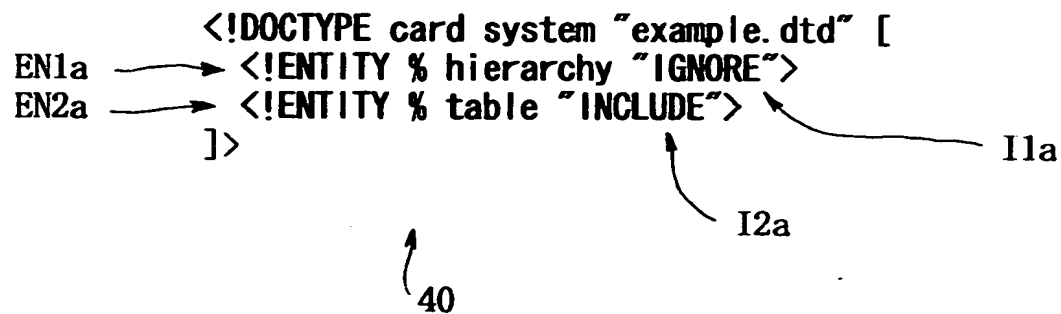 <!DOCTYPE card system "example.dtd" [
EN1a <!ENTITY % hierarchy "IGNORE">
EN2a <!ENTITY % table "INCLUDE">
]>
I1a
I2a
40